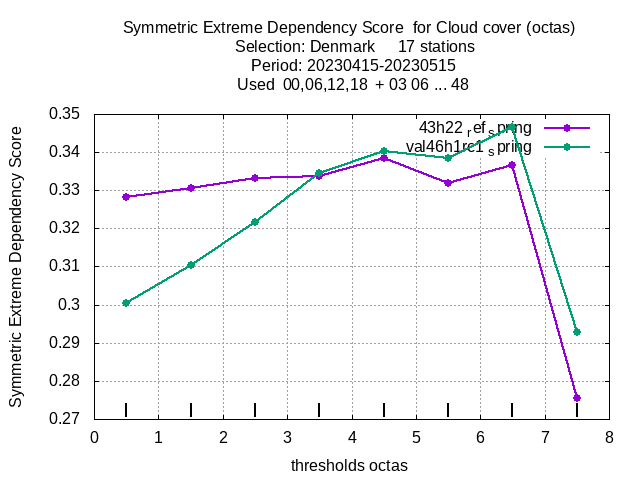 Symmetric Extreme Dependency Score for Cloud cover (octas)
Selection: Denmark 17 stations
Period: 20230415-20230515
Used 00,06,12,18 + 03 06 ... 48
43h22_ref_spring
val46h1rc1_spring
Symmetric Extreme Dependency Score
0.35
0.34
0.33
0.32
0.31
0.3
0.29
0.28
0.27
0 1 2 3 4 5 6 7 8
thresholds octas